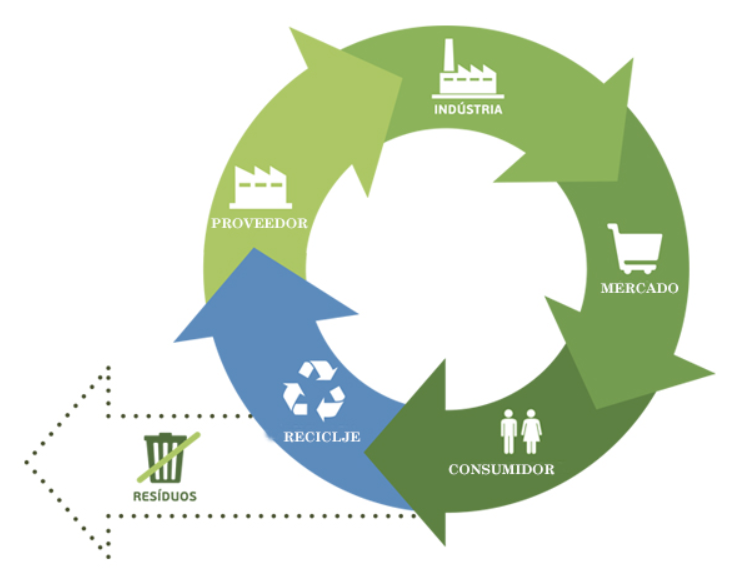 INDÚSTRIA
PROVEEDOR
MERCADO
RECICLJE
CONSUMIDOR
RESÍDUOS